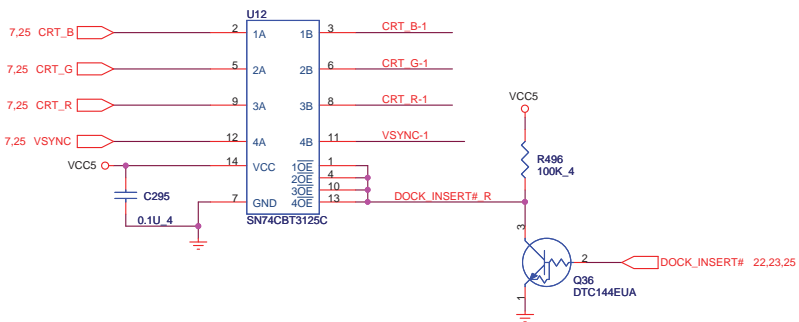 U12
7,25 CRT_B 2 1A 1B 3 CRT_B-1
7,25 CRT_G 5 2A 2B 6 CRT_G-1
7,25 CRT_R 9 3A 3B 8 CRT_R-1
VCC5
7,25 VSYNC 12 4A 4B 11 VSYNC-1
VCC5 14 VCC 1OE 1
R496
100K_4
2OE 4
C295
3OE 10
7 GND 4OE 13 DOCK_INSERT#_R
0.1U_4
SN74CBT3125C
3
2 DOCK_INSERT# 22,23,25
Q36
DTC144EUA
1